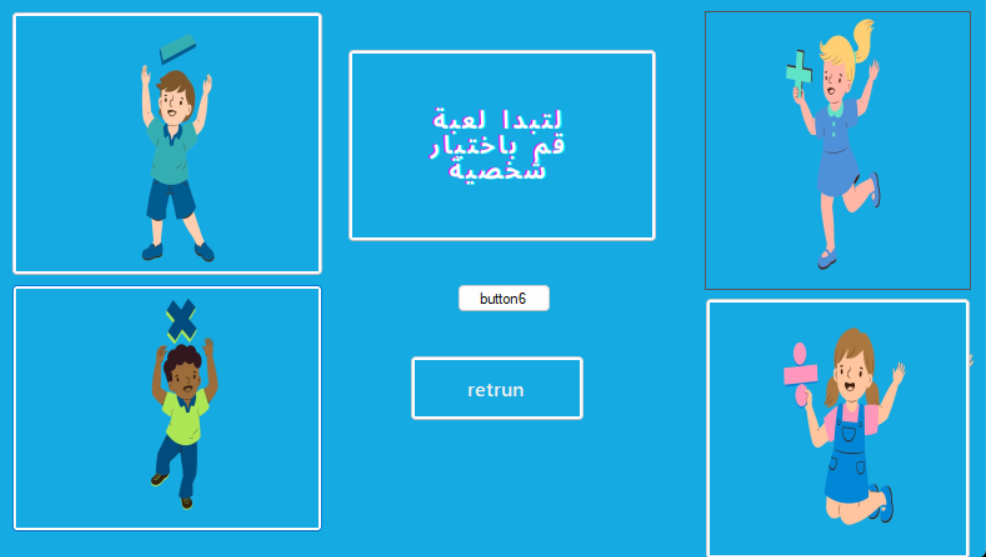 لتبدا لعبة
قم باختيار
شخصية
button6
retrun